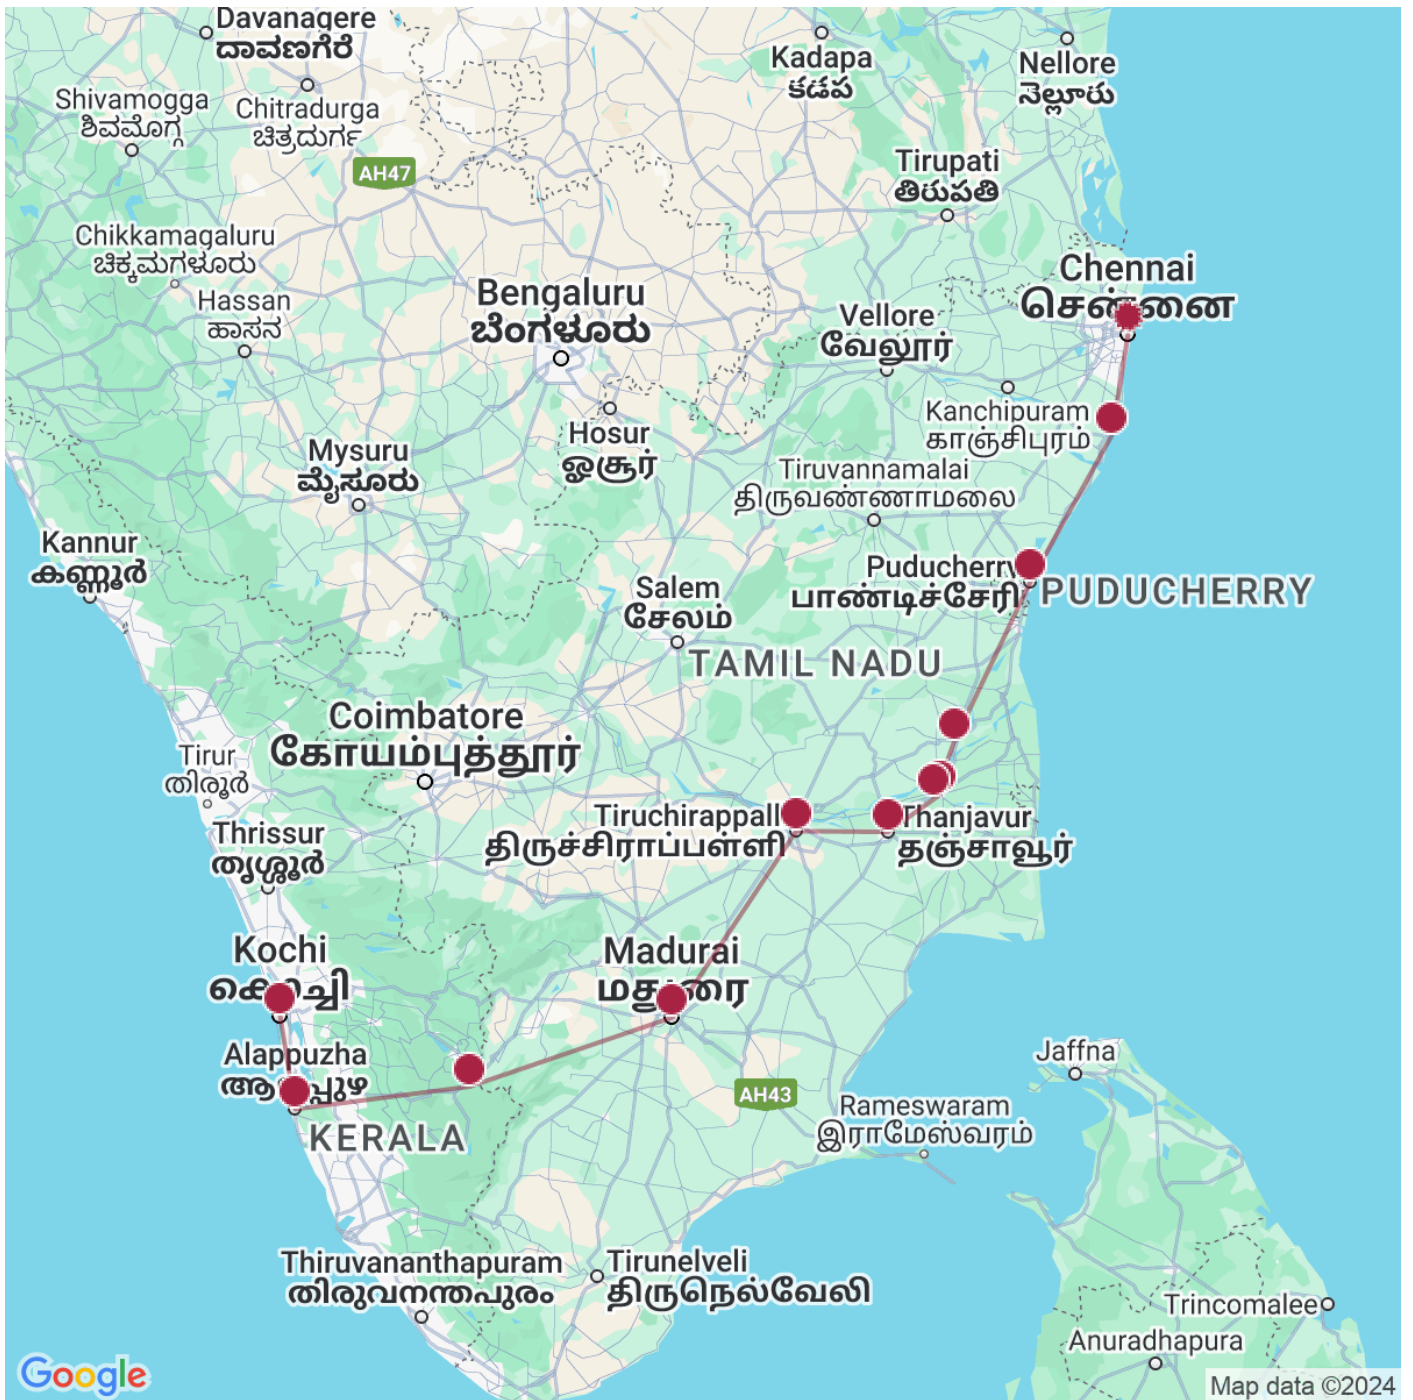 Davanagere
ದಾವಣಗೆರೆ
Kadapa
కడప
Nellore
నెల్లూరు
Shivamogga
ಶಿವಮೊಗ್ಗ
Chitradurga
ಚಿತ್ರದುರ್ಗ
AH47
Tirupati
తిరుపతి
Chikkamagaluru
ಚಿಕ್ಕಮಗಳೂರು
Chennai
சென்னை
Hassan
ಹಾಸನ
Bengaluru
ಬೆಂಗಳೂರು
Vellore
வேலூர்
Kanchipuram
காஞ்சிபுரம்
Hosur
ஓசூர்
Mysuru
ಮೈಸೂರು
Tiruvannamalai
திருவண்ணாமலை
Kannur
കണ്ണൂർ
Puducherry
பாண்டிச்சேரி
PUDUCHERRY
Salem
சேலம்
TAMIL NADU
Coimbatore
கோயம்புத்தூர்
Tirur
തിരൂർ
Thrissur
തൃശ്ശൂർ
Tiruchirappall
திருச்சிராப்பள்ளி
Thanjavur
தஞ்சாவூர்
Kochi
കൊച്ചി
Madurai
மதுரை
Alappuzha
ആലപ്പുഴ
Jaffna
AH43
Rameswaram
இராமேஸ்வரம்
KERALA
Thiruvananthapuram
തിരുവനന്തപുരം
Tirunelveli
திருநெல்வேலி
Trincomalee
Anuradhapura
Google
Map data ©2024